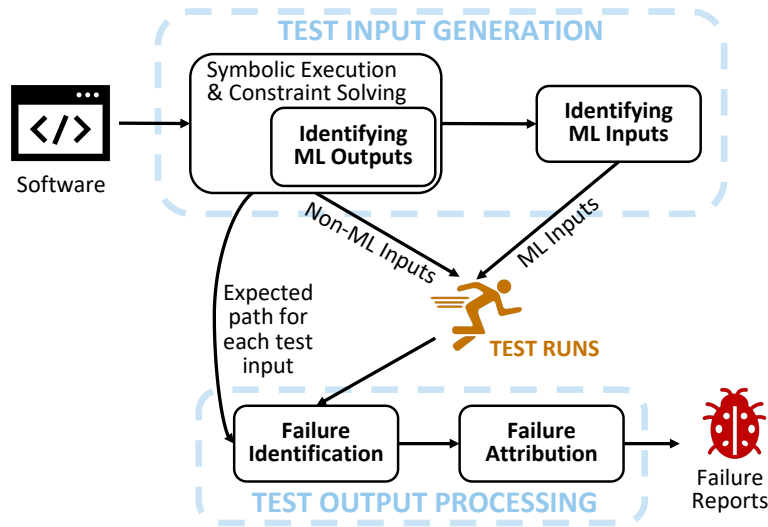 TEST INPUT GENERATION
Symbolic Execution
& Constraint Solving
Identifying
ML Outputs
Identifying
ML Inputs
</>
Software
Non-ML Inputs
ML Inputs
Expected
path for
each test
input
TEST RUNS
Failure
Identification
Failure
Attribution
Failure
Reports
TEST OUTPUT PROCESSING